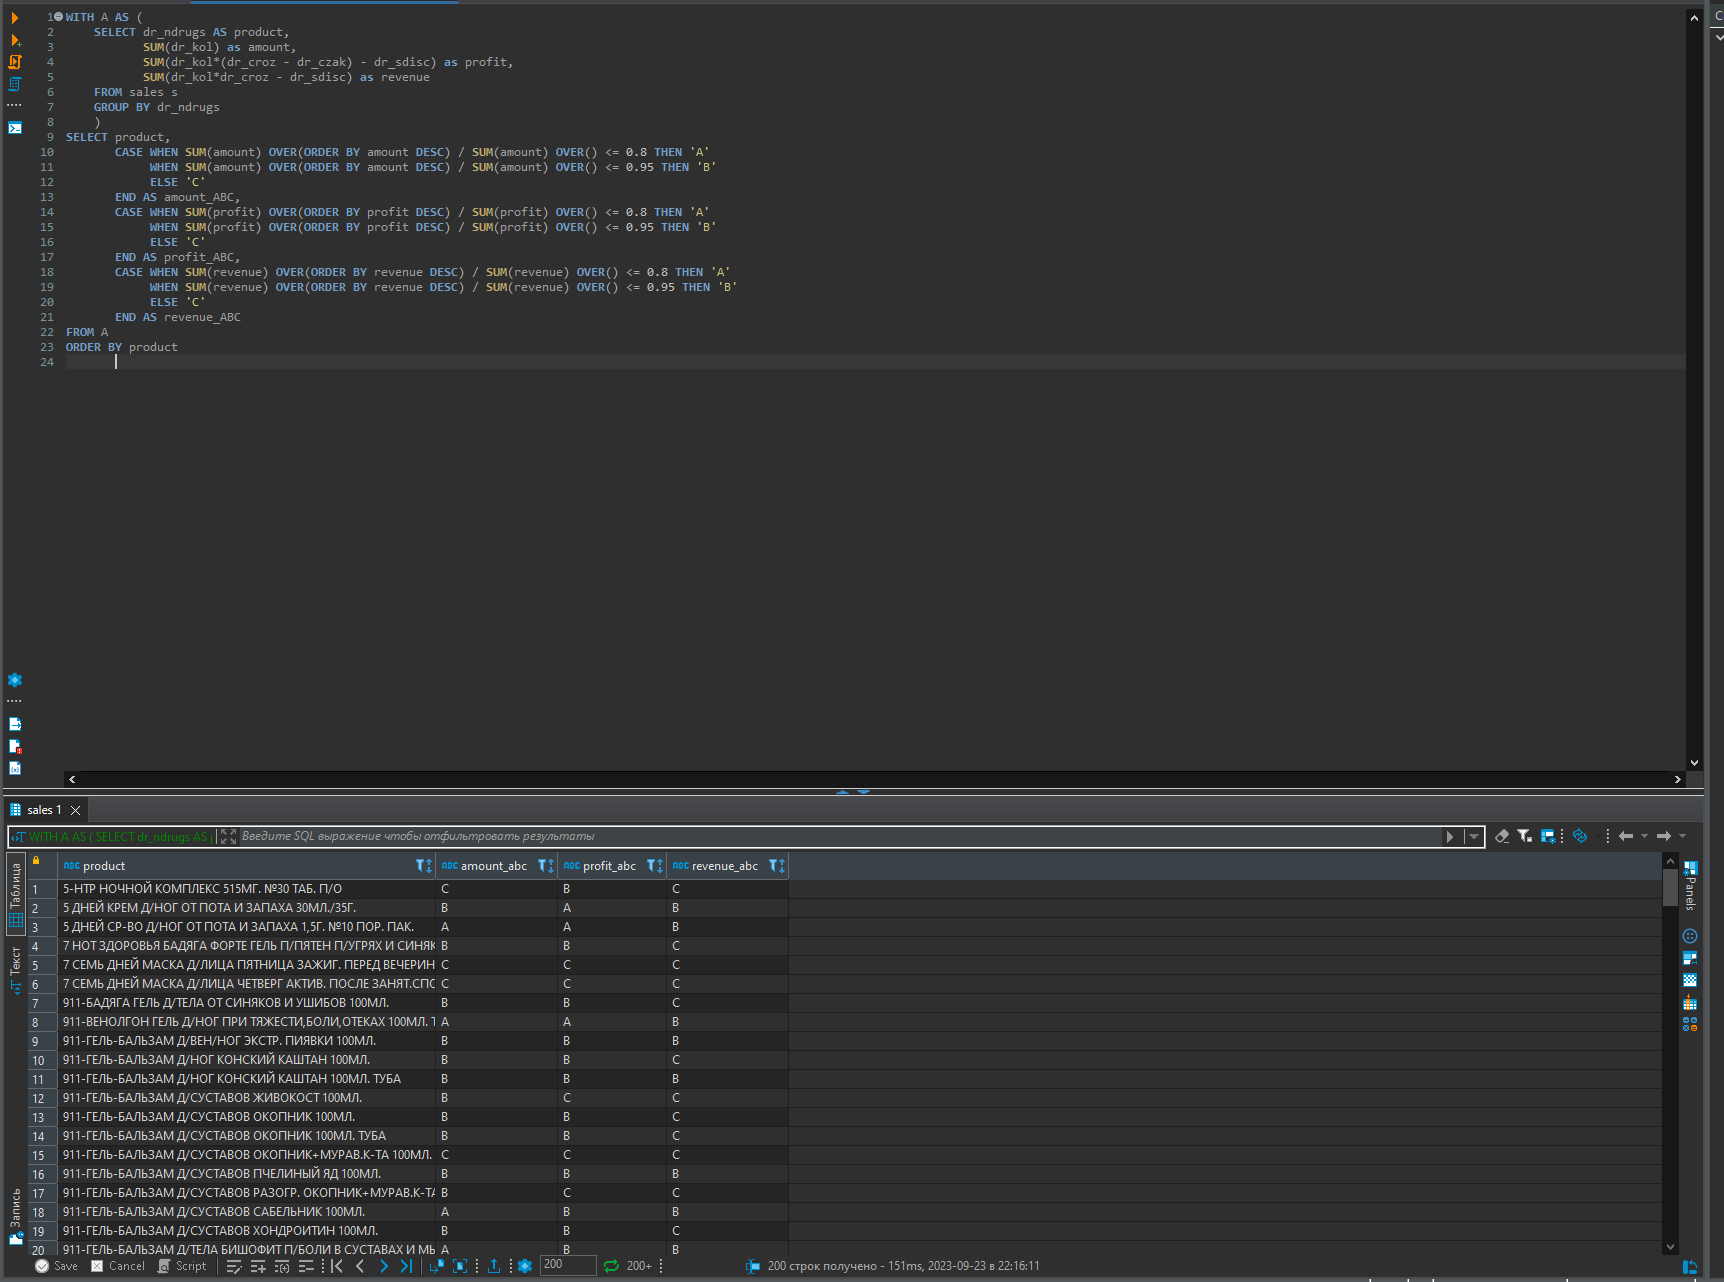 C
1 WITH A AS (
2 SELECT dr_ndrugs AS product,
3 SUM(dr_kol) as amount,
4 SUM(dr_kol*(dr_croz - dr_czak) - dr_sdisc) as profit,
5 SUM(dr_kol*dr_croz - dr_sdisc) as revenue
6 FROM sales s
7 GROUP BY dr_ndrugs
8 )
9 SELECT product,
10 CASE WHEN SUM(amount) OVER(ORDER BY amount DESC) / SUM(amount) OVER() <= 0.8 THEN 'A'
11 WHEN SUM(amount) OVER(ORDER BY amount DESC) / SUM(amount) OVER() <= 0.95 THEN 'B'
12 ELSE 'C'
13 END AS amount_ABC,
14 CASE WHEN SUM(profit) OVER(ORDER BY profit DESC) / SUM(profit) OVER() <= 0.8 THEN 'A'
15 WHEN SUM(profit) OVER(ORDER BY profit DESC) / SUM(profit) OVER() <= 0.95 THEN 'B'
16 ELSE 'C'
17 END AS profit_ABC,
18 CASE WHEN SUM(revenue) OVER(ORDER BY revenue DESC) / SUM(revenue) OVER() <= 0.8 THEN 'A'
19 WHEN SUM(revenue) OVER(ORDER BY revenue DESC) / SUM(revenue) OVER() <= 0.95 THEN 'B'
20 ELSE 'C'
21 END AS revenue_ABC
22 FROM A
23 ORDER BY product
24
sales 1
WITH A AS ( SELECT dr_ndrugs AS Введите SQL выражение чтобы отфильтровать результаты
Таблица
Текст
Запись
Panels
ABC product ABC amount_abc ABC profit_abc ABC revenue_abc
1 5-HTP НОЧНОЙ КОМПЛЕКС 515МГ. №30 ТАБ. П/О C B C
2 5 ДНЕЙ КРЕМ Д/НОГ ОТ ПОТА И ЗАПАХА 30МЛ./35Г. B A B
3 5 ДНЕЙ СР-ВО Д/НОГ ОТ ПОТА И ЗАПАХА 1,5Г. №10 ПОР. ПАК. A A B
4 7 НОТ ЗДОРОВЬЯ БАДЯГА ФОРТЕ ГЕЛЬ П/ПЯТЕН П/УГРЯХ И СИНЯК B B C
5 7 СЕМЬ ДНЕЙ МАСКА Д/ЛИЦА ПЯТНИЦА ЗАЖИГ. ПЕРЕД ВЕЧЕРИН C C C
6 7 СЕМЬ ДНЕЙ МАСКА Д/ЛИЦА ЧЕТВЕРГ АКТИВ. ПОСЛЕ ЗАНЯТ.СПО C C C
7 911-БАДЯГА ГЕЛЬ Д/ТЕЛА ОТ СИНЯКОВ И УШИБОВ 100МЛ. B B C
8 911-ВЕНОЛГОН ГЕЛЬ Д/НОГ ПРИ ТЯЖЕСТИ,БОЛИ,ОТЕКАХ 100МЛ. Т A A B
9 911-ГЕЛЬ-БАЛЬЗАМ Д/ВЕН/НОГ ЭКСТР. ПИЯВКИ 100МЛ. B B B
10 911-ГЕЛЬ-БАЛЬЗАМ Д/НОГ КОНСКИЙ КАШТАН 100МЛ. B B C
11 911-ГЕЛЬ-БАЛЬЗАМ Д/НОГ КОНСКИЙ КАШТАН 100МЛ. ТУБА B B B
12 911-ГЕЛЬ-БАЛЬЗАМ Д/СУСТАВОВ ЖИВОКОСТ 100МЛ. B C C
13 911-ГЕЛЬ-БАЛЬЗАМ Д/СУСТАВОВ ОКОПНИК 100МЛ. B B C
14 911-ГЕЛЬ-БАЛЬЗАМ Д/СУСТАВОВ ОКОПНИК 100МЛ. ТУБА B B C
15 911-ГЕЛЬ-БАЛЬЗАМ Д/СУСТАВОВ ОКОПНИК+МУРАВ.К-ТА 100МЛ. C C C
16 911-ГЕЛЬ-БАЛЬЗАМ Д/СУСТАВОВ ПЧЕЛИНЫЙ ЯД 100МЛ. B B B
17 911-ГЕЛЬ-БАЛЬЗАМ Д/СУСТАВОВ РАЗОГР. ОКОПНИК+МУРАВ.К-ТА B C C
18 911-ГЕЛЬ-БАЛЬЗАМ Д/СУСТАВОВ САБЕЛЬНИК 100МЛ. A B B
19 911-ГЕЛЬ-БАЛЬЗАМ Д/СУСТАВОВ ХОНДРОИТИН 100МЛ. B B C
20 911-ГЕЛЬ-БАЛЬЗАМ Д/ТЕЛА БИШОФИТ П/БОЛИ В СУСТАВАХ И МЫ A B B
Save Cancel Script 200 200+ 200 строк получено - 151ms, 2023-09-23 в 22:16:11